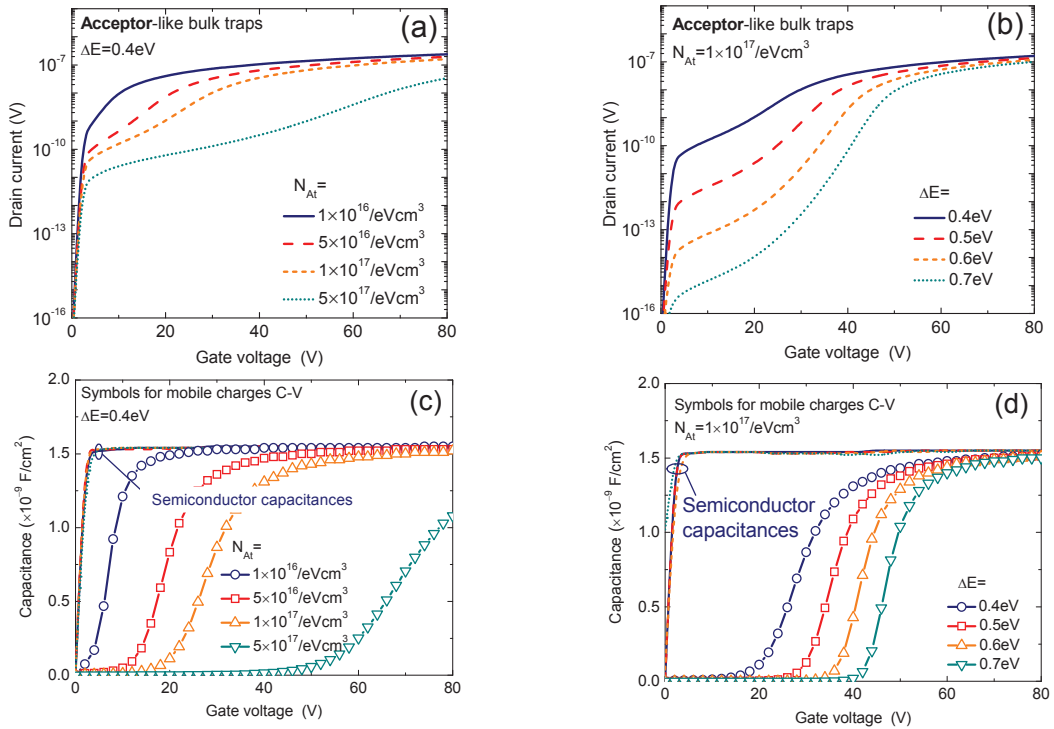 Acceptor-like bulk traps
(a)
ΔE=0.4eV
Drain current (V)
10^-7
10^-10
10^-13
10^-16
N_At=
1×10^16/eVcm^3
5×10^16/eVcm^3
1×10^17/eVcm^3
5×10^17/eVcm^3
0 20 40 60 80
Gate voltage (V)
Acceptor-like bulk traps
(b)
N_At=1×10^17/eVcm^3
Drain current (V)
10^-7
10^-10
10^-13
10^-16
ΔE=
0.4eV
0.5eV
0.6eV
0.7eV
0 20 40 60 80
Gate voltage (V)
Symbols for mobile charges C-V
(c)
ΔE=0.4eV
Capacitance (×10^-9 F/cm^2)
2.0
1.5
1.0
0.5
0.0
Semiconductor capacitances
N_At=
1×10^16/eVcm^3
5×10^16/eVcm^3
1×10^17/eVcm^3
5×10^17/eVcm^3
0 20 40 60 80
Gate voltage (V)
Symbols for mobile charges C-V
(d)
N_At=1×10^17/eVcm^3
Capacitance (×10^-9 F/cm^2)
2.0
1.5
1.0
0.5
0.0
Semiconductor
capacitances
ΔE=
0.4eV
0.5eV
0.6eV
0.7eV
0 20 40 60 80
Gate voltage (V)